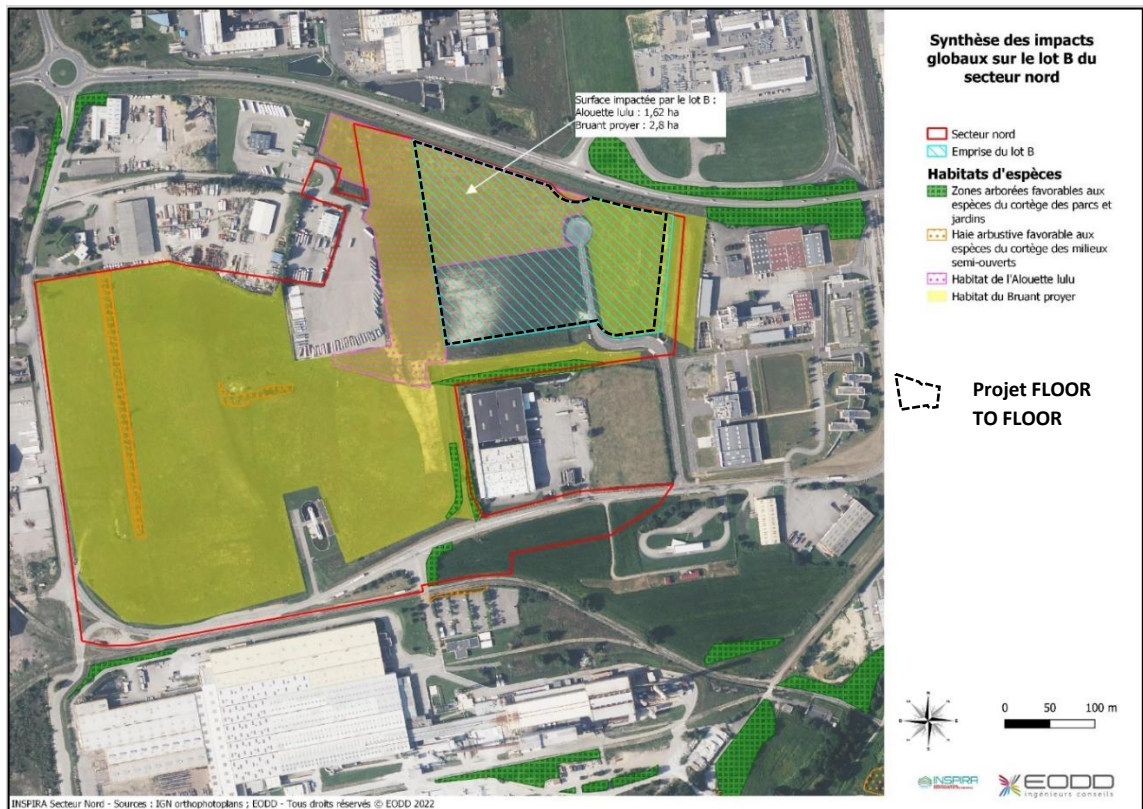 Synthèse des impacts
globaux sur le lot B du
secteur nord
Surface impactée par le lot B :
Alouette lulu : 1,62 ha
Bruant proyer : 2,8 ha
Secteur nord
Emprise du lot B
Habitats d'espèces
Zones arborées favorables aux
espèces du cortège des parcs et
jardins
Haie arbustive favorable aux
espèces du cortège des milieux
semi-ouverts
Habitat de l'Alouette lulu
Habitat du Bruant proyer
Projet FLOOR
TO FLOOR
0 50 100 m
INSPIRA
EODD
ingénieurs conseils
INSPIRA Secteur Nord - Sources : IGN orthophotoplans ; EODD - Tous droits réservés © EODD 2022